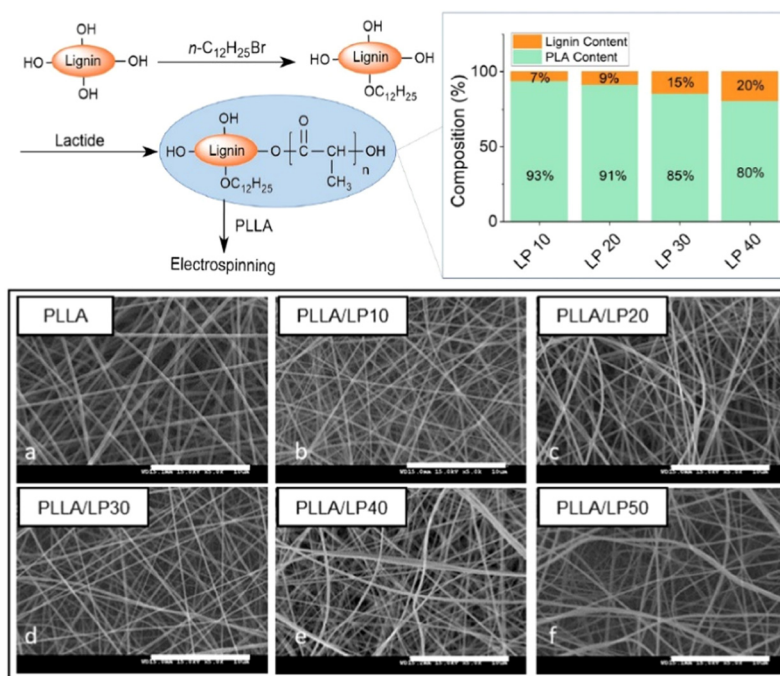 OH
HO
Lignin
OH
OH
n-C12H25Br
OH
HO
Lignin
OH
OC12H25
Lactide
OH
HO
Lignin
O
O
C
CH
OH
n
CH3
OC12H25
PLLA
Electrospinning
Lignin Content
PLA Content
Composition (%)
100
50
0
7%
9%
15%
20%
93%
91%
85%
80%
LP 10
LP 20
LP 30
LP 40
PLLA
PLLA/LP10
PLLA/LP20
a
b
c
PLLA/LP30
PLLA/LP40
PLLA/LP50
d
e
f